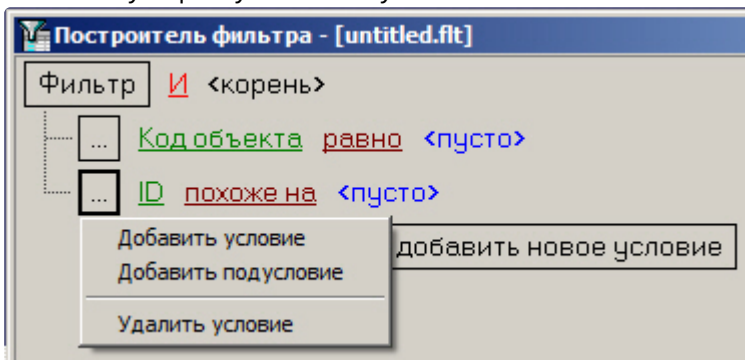 Построитель фильтра - [untitled.flt]
Фильтр И <корень>
... Код объекта равно <пусто>
... ID похоже на <пусто>
Добавить условие
добавить новое условие
Добавить подусловие
Удалить условие